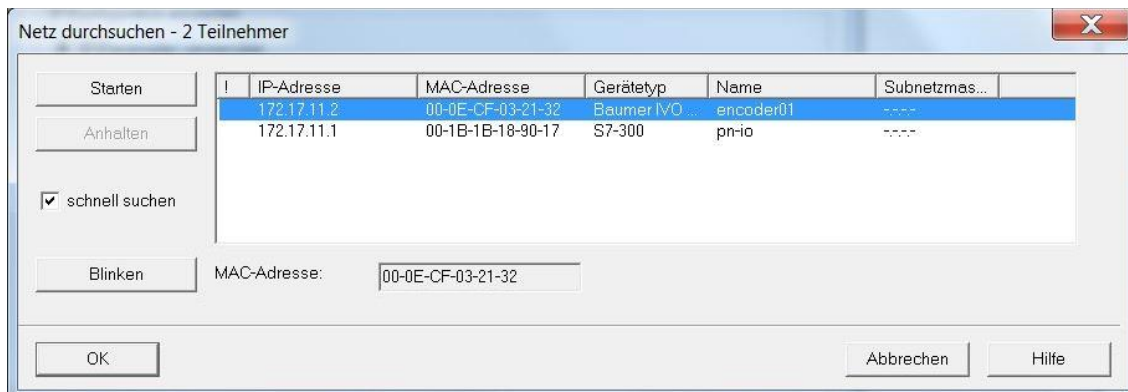 Netz durchsuchen - 2 Teilnehmer
Starten
! IP-Adresse MAC-Adresse Gerätetyp Name Subnetzmas...
172.17.11.2 00-0E-CF-03-21-32 Baumer IVO ... encoder01 -.-.-.-
172.17.11.1 00-1B-1B-18-90-17 S7-300 pn-io -.-.-.-
Anhalten
schnell suchen
Blinken MAC-Adresse: 00-0E-CF-03-21-32
OK Abbrechen Hilfe